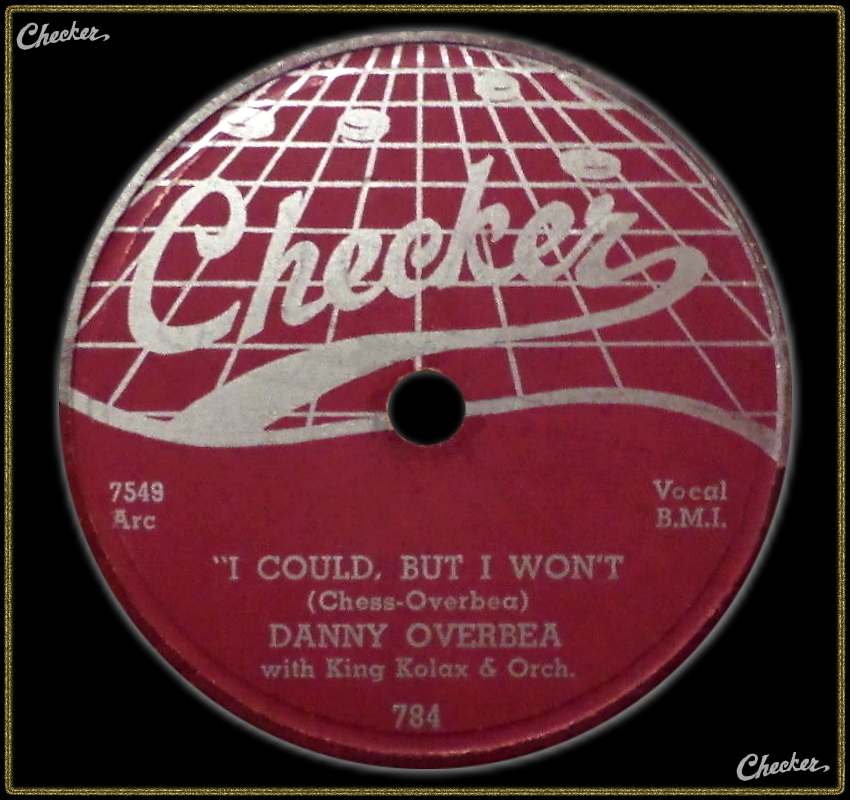 Checker
Checker
7549
Arc
Vocal
B.M.I.
"I COULD, BUT I WON'T
(Chess-Overbea)
DANNY OVERBEA
with King Kolax & Orch.
784
Checker